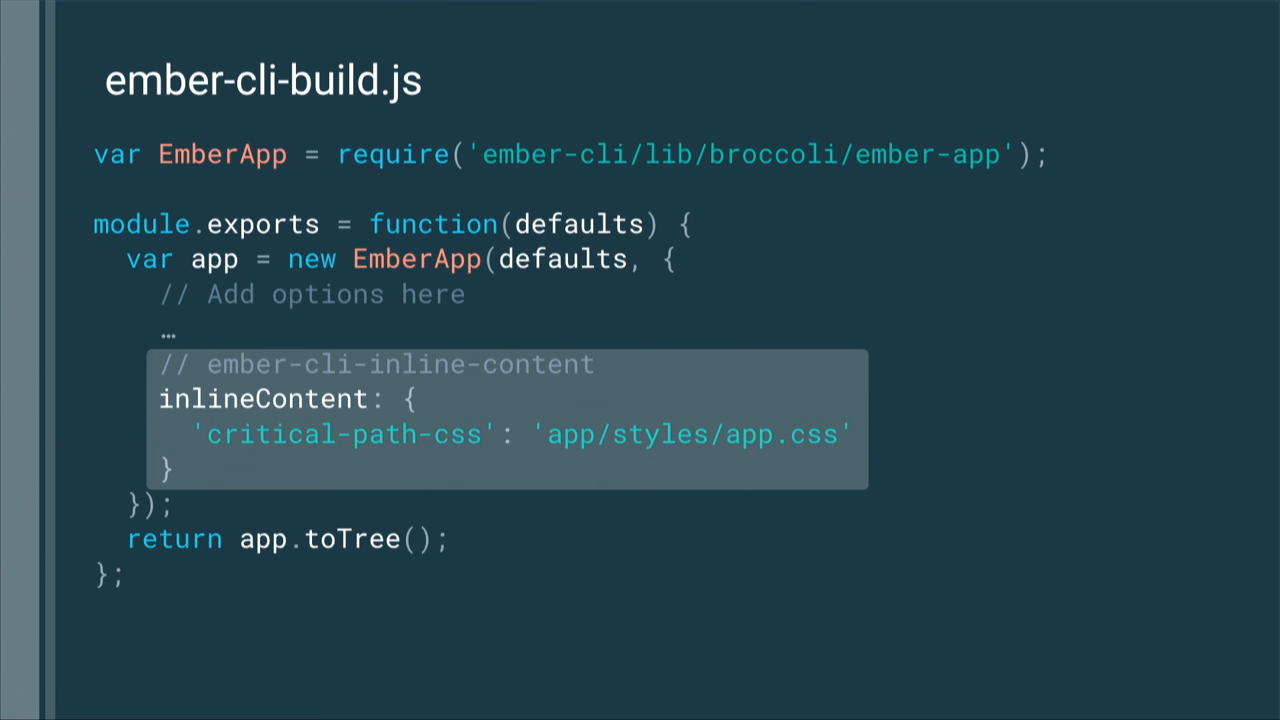 ember-cli-build.js
var EmberApp = require('ember-cli/lib/broccoli/ember-app');
module.exports = function(defaults) {
  var app = new EmberApp(defaults, {
    // Add options here
    …
    // ember-cli-inline-content
    inlineContent: {
      'critical-path-css': 'app/styles/app.css'
    }
  });
  return app.toTree();
};